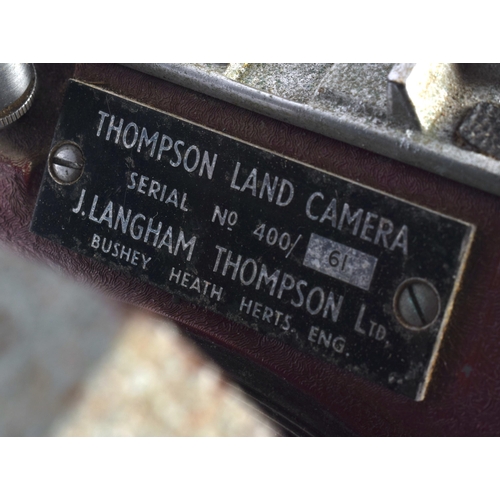 THOMPSON LAND CAMERA
SERIAL No 400/ 61
J.LANGHAM THOMPSON LTD.
BUSHEY HEATH HERTS, ENG.